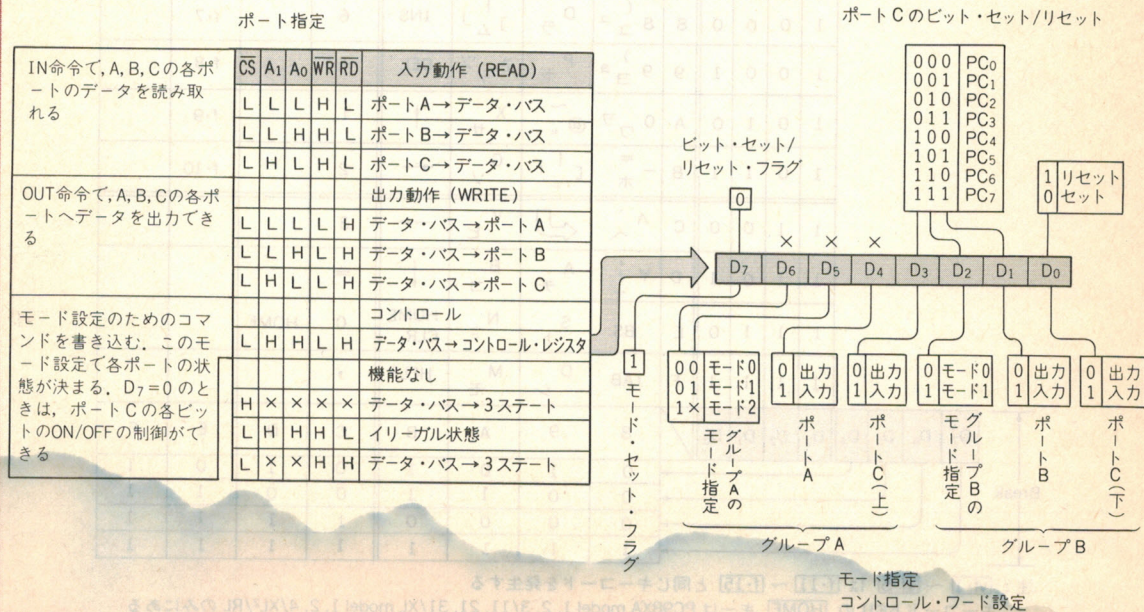 ポート指定
IN命令で,A,B,Cの各ポ
ートのデータを読み取
れる
CS A1 A0 WR RD 入力動作 (READ)
L L L H L ポートA→データ・バス
L L H H L ポートB→データ・バス
L H L H L ポートC→データ・バス
OUT命令で,A,B,Cの各ポ
ートへデータを出力でき
る
出力動作 (WRITE)
L L L L H データ・バス→ポートA
L L H L H データ・バス→ポートB
L H L L H データ・バス→ポートC
モード設定のためのコマ
ンドを書き込む.このモ
ード設定で各ポートの状
態が決まる.D7=0のと
きは,ポートCの各ビッ
トのON/OFFの制御がで
きる
コントロール
L H H L H データ・バス→コントロール・レジスタ
機能なし
H × × × × データ・バス→3ステート
L H H H L イリーガル状態
L × × H H データ・バス→3ステート
ポートCのビット・セット/リセット
000 PC0
001 PC1
010 PC2
011 PC3
100 PC4
101 PC5
110 PC6
111 PC7
1 リセット
0 セット
ビット・セット/
リセット・フラグ
0
× × ×
D7 D6 D5 D4 D3 D2 D1 D0
1
モード・セット・フラグ
00 モード0
01 モード1
1× モード2
グループAの
モード指定
0 出力
1 入力
ポートA
0 出力
1 入力
ポートC(上)
0 モード0
1 モード1
グループBの
モード指定
0 出力
1 入力
ポートB
0 出力
1 入力
ポートC(下)
グループA
グループB
モード指定
コントロール・ワード設定